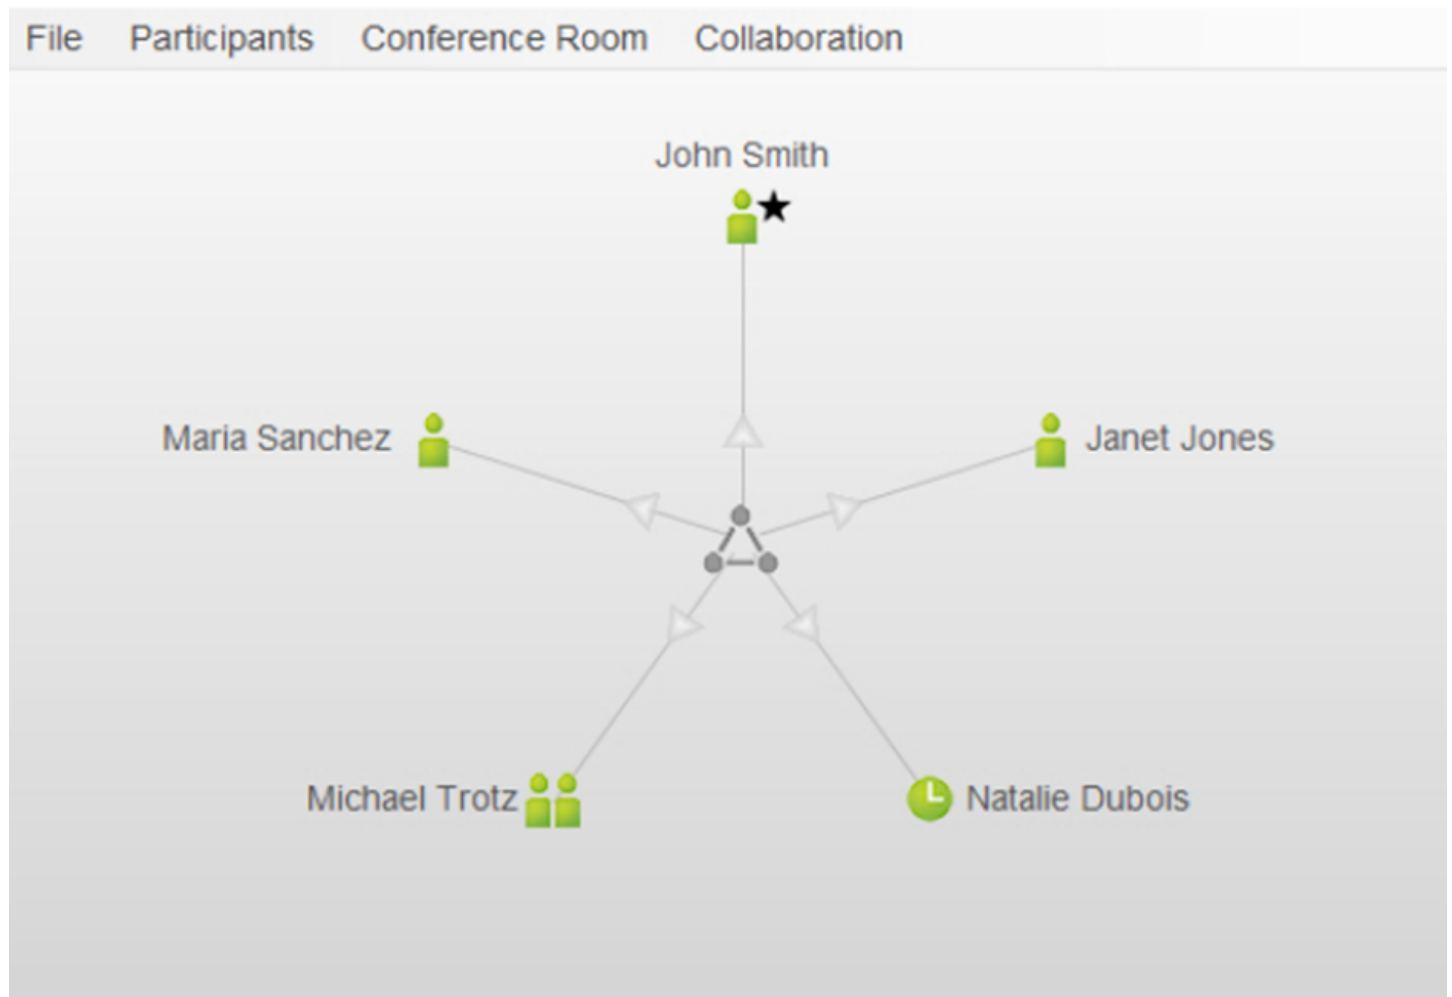 File Participants Conference Room Collaboration
John Smith
Maria Sanchez
Janet Jones
Michael Trotz
Natalie Dubois